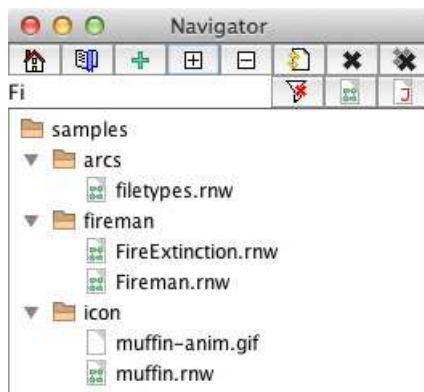 Navigator
Fi
samples
arcs
filetypes.rnw
fireman
FireExtinction.rnw
Fireman.rnw
icon
muffin-anim.gif
muffin.rnw